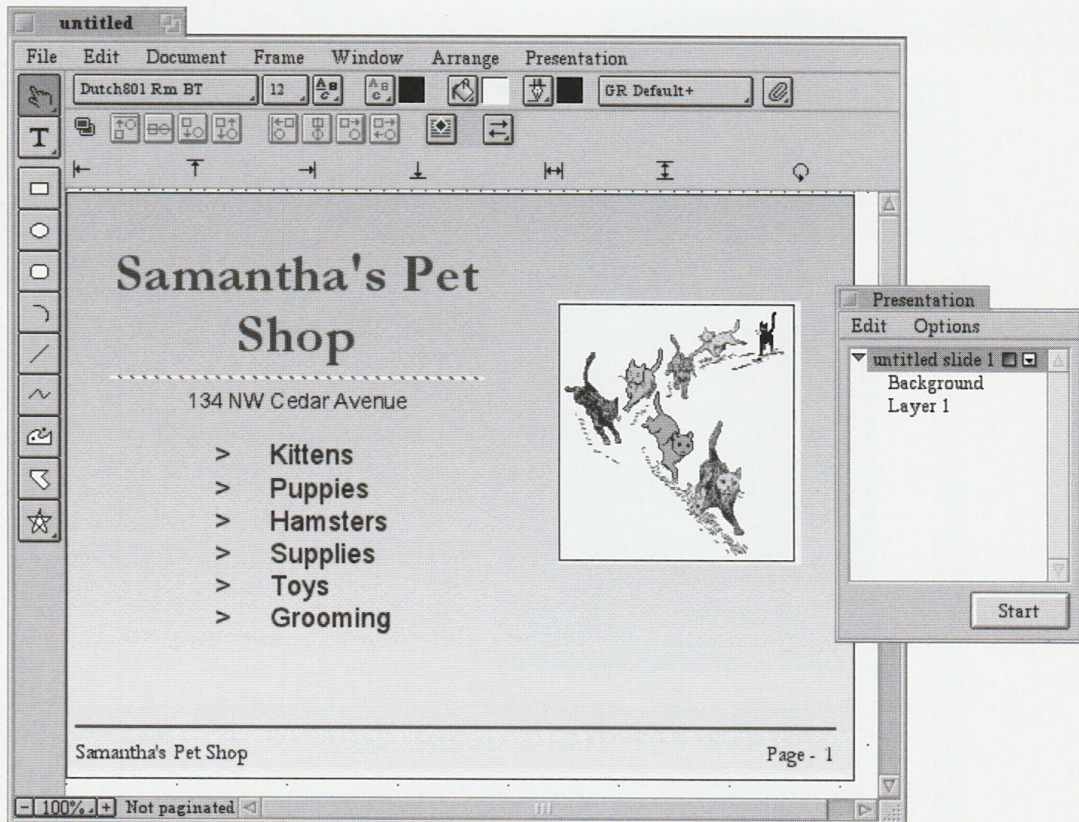 untitled
File Edit Document Frame Window Arrange Presentation
Dutch801 Rm BT 12 A B C A B C GR Default+
T
Samantha's Pet
Shop
134 NW Cedar Avenue
> Kittens
> Puppies
> Hamsters
> Supplies
> Toys
> Grooming
Samantha's Pet Shop Page - 1
- 100% + Not paginated
Presentation
Edit Options
untitled slide 1
Background
Layer 1
Start